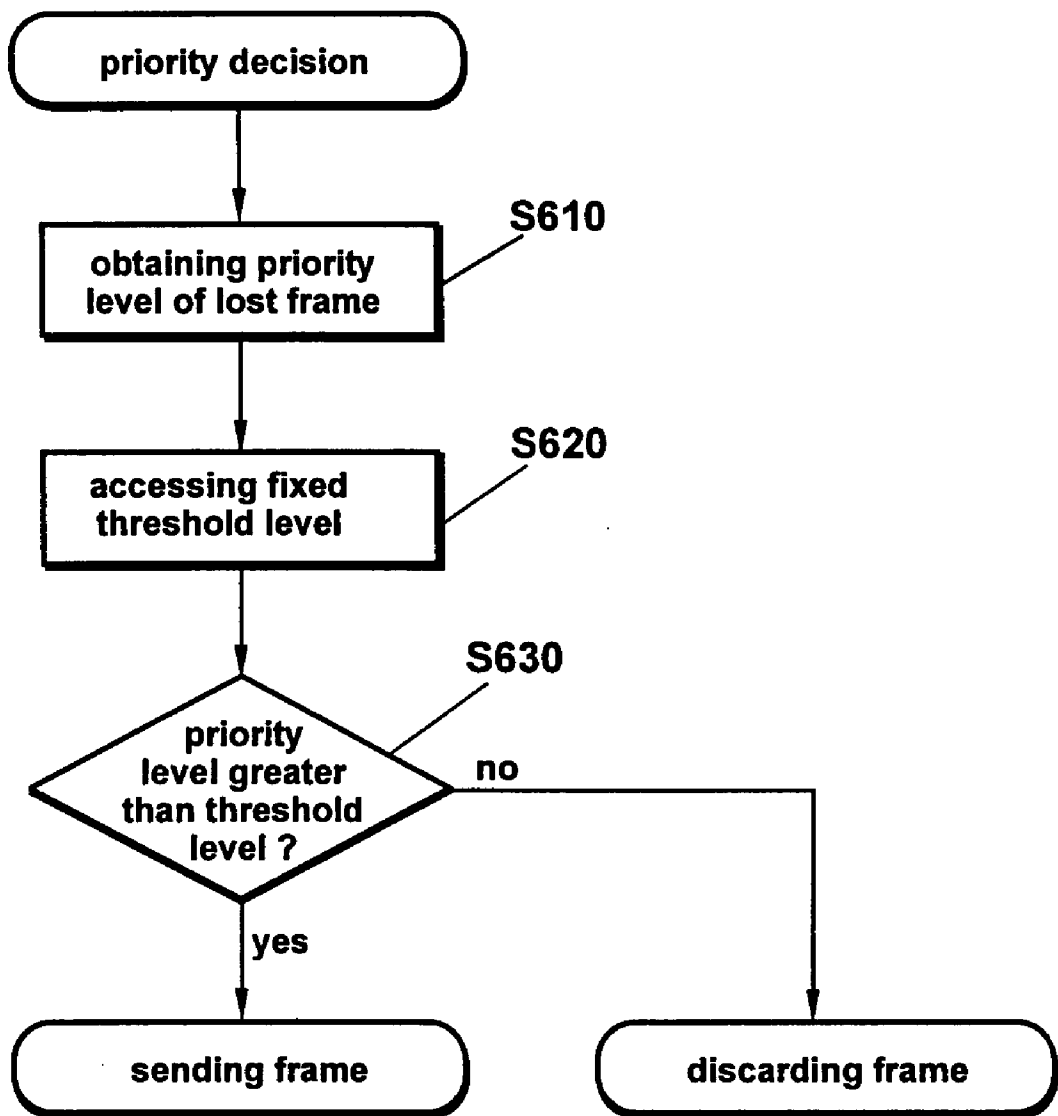 priority decision
S610
obtaining priority
level of lost frame
S620
accessing fixed
threshold level
S630
priority
level greater
than threshold
level ?
no
yes
sending frame
discarding frame